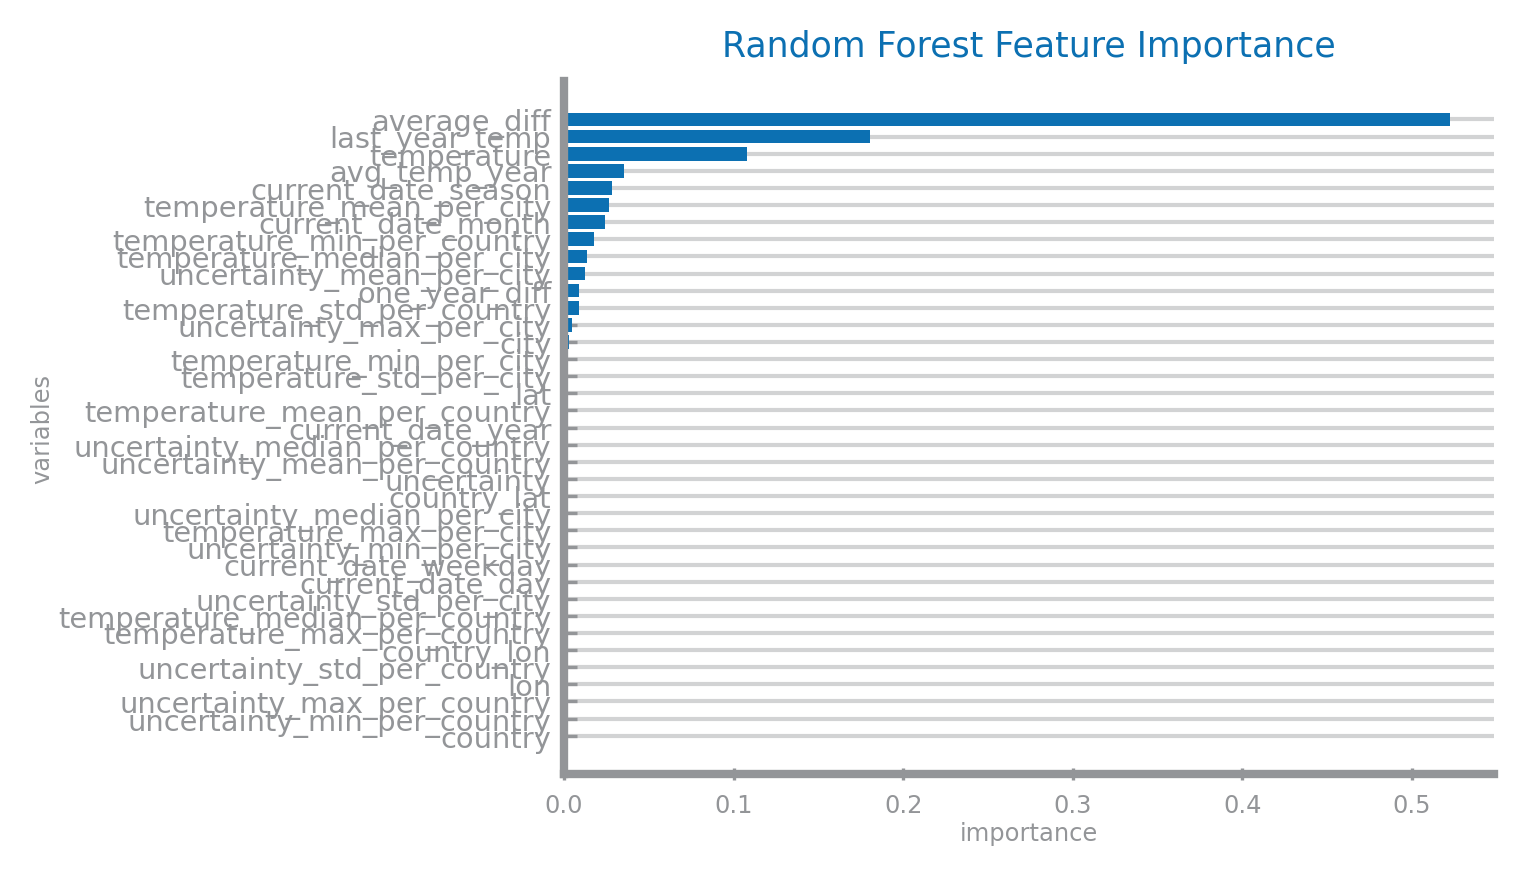 Random Forest Feature Importance
average_diff
last_year_temp
temperature
avg_temp_year
current_date_season
temperature_mean_per_city
current_date_month
temperature_min_per_country
temperature_median_per_city
uncertainty_mean_per_city
one_year_diff
temperature_std_per_country
uncertainty_max_per_city
city
temperature_min_per_city
temperature_std_per_city
lat
temperature_mean_per_country
current_date_year
uncertainty_median_per_country
uncertainty_mean_per_country
uncertainty
country_lat
uncertainty_median_per_city
temperature_max_per_city
uncertainty_min_per_city
current_date_weekday
current_date_day
uncertainty_std_per_city
temperature_median_per_country
temperature_max_per_country
country_lon
uncertainty_std_per_country
lon
uncertainty_max_per_country
uncertainty_min_per_country
country
variables
0.0 0.1 0.2 0.3 0.4 0.5
importance